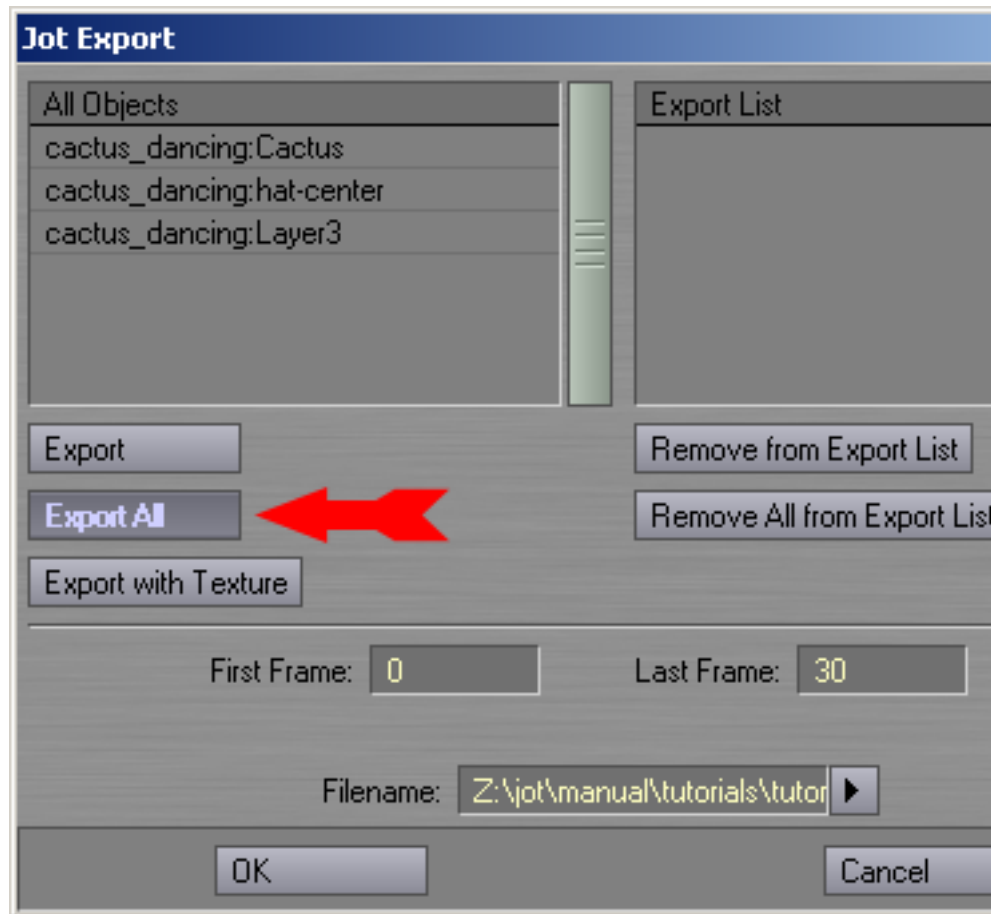 Jot Export
All Objects
cactus_dancing:Cactus
cactus_dancing:hat-center
cactus_dancing:Layer3
Export List
Export
Export All
Export with Texture
Remove from Export List
Remove All from Export List
First Frame: 0
Last Frame: 30
Filename: Z:\jot\manual\tutorials\tutor
OK
Cancel